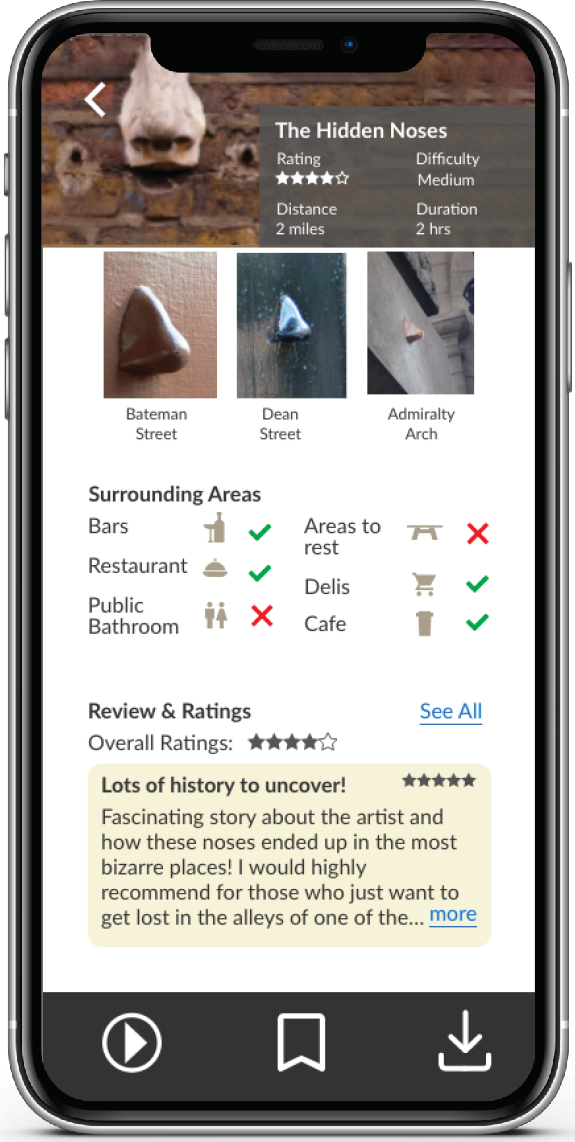 The Hidden Noses
Rating
Difficulty
Medium
Distance
2 miles
Duration
2 hrs
Bateman
Street
Dean
Street
Admiralty
Arch
Surrounding Areas
Bars
Restaurant
Public
Bathroom
Areas to
rest
Delis
Cafe
Review & Ratings
See All
Overall Ratings:
Lots of history to uncover!
Fascinating story about the artist and
how these noses ended up in the most
bizarre places! I would highly
recommend for those who just want to
get lost in the alleys of one of the... more